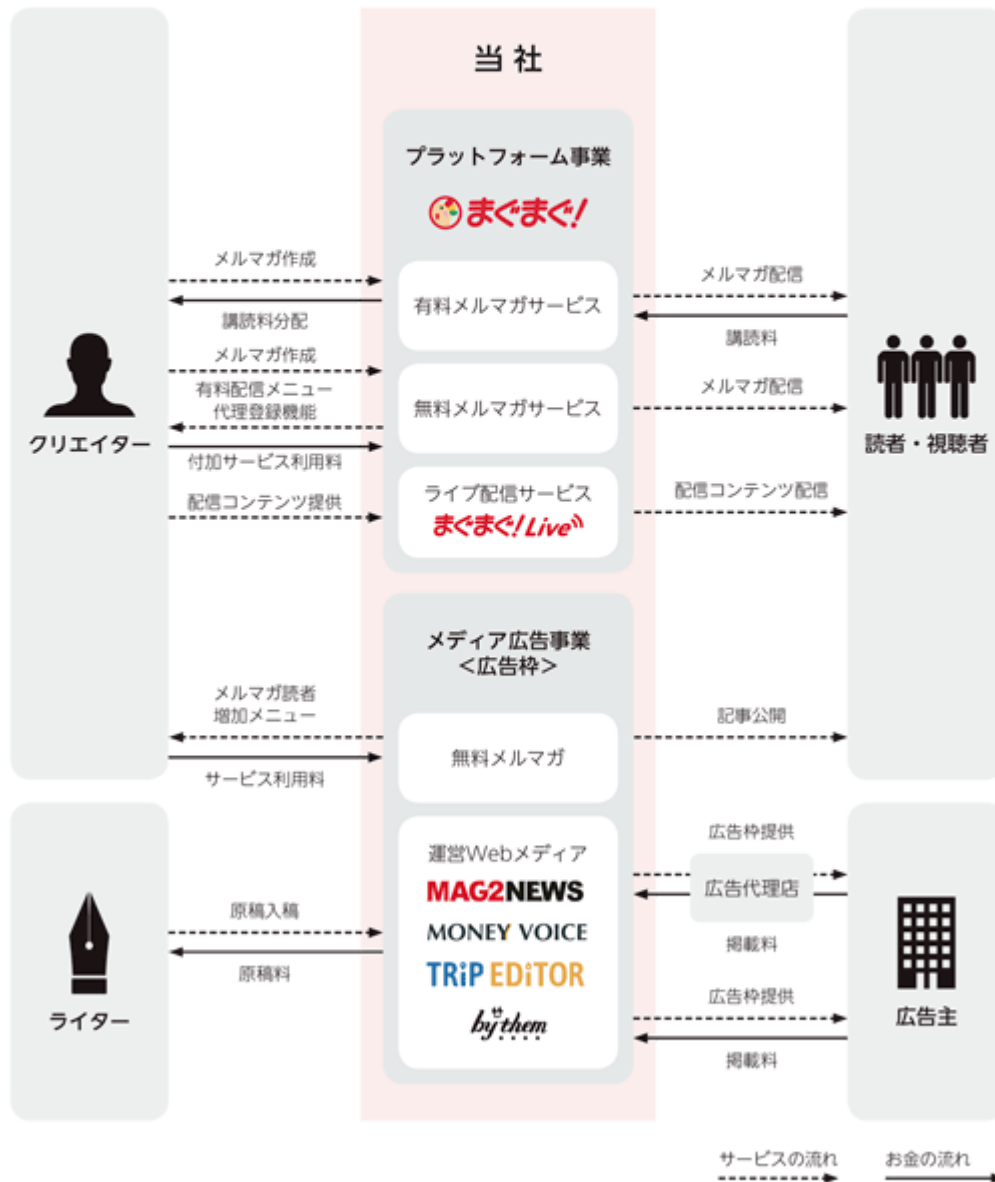 当社
プラットフォーム事業
まぐまぐ!
メルマガ作成
講読料分配
有料メルマガサービス
メルマガ配信
講読料
メルマガ作成
有料配信メニュー
代理登録機能
付加サービス利用料
無料メルマガサービス
メルマガ配信
クリエイター
読者・視聴者
配信コンテンツ提供
ライブ配信サービス
まぐまぐ!Live
配信コンテンツ配信
メディア広告事業
<広告枠>
メルマガ読者
増加メニュー
サービス利用料
無料メルマガ
記事公開
運営Webメディア
MAG2NEWS
MONEY VOICE
TRiP EDiTOR
by them
原稿入稿
原稿料
ライター
広告枠提供
広告代理店
掲載料
広告枠提供
掲載料
広告主
サービスの流れ
お金の流れ